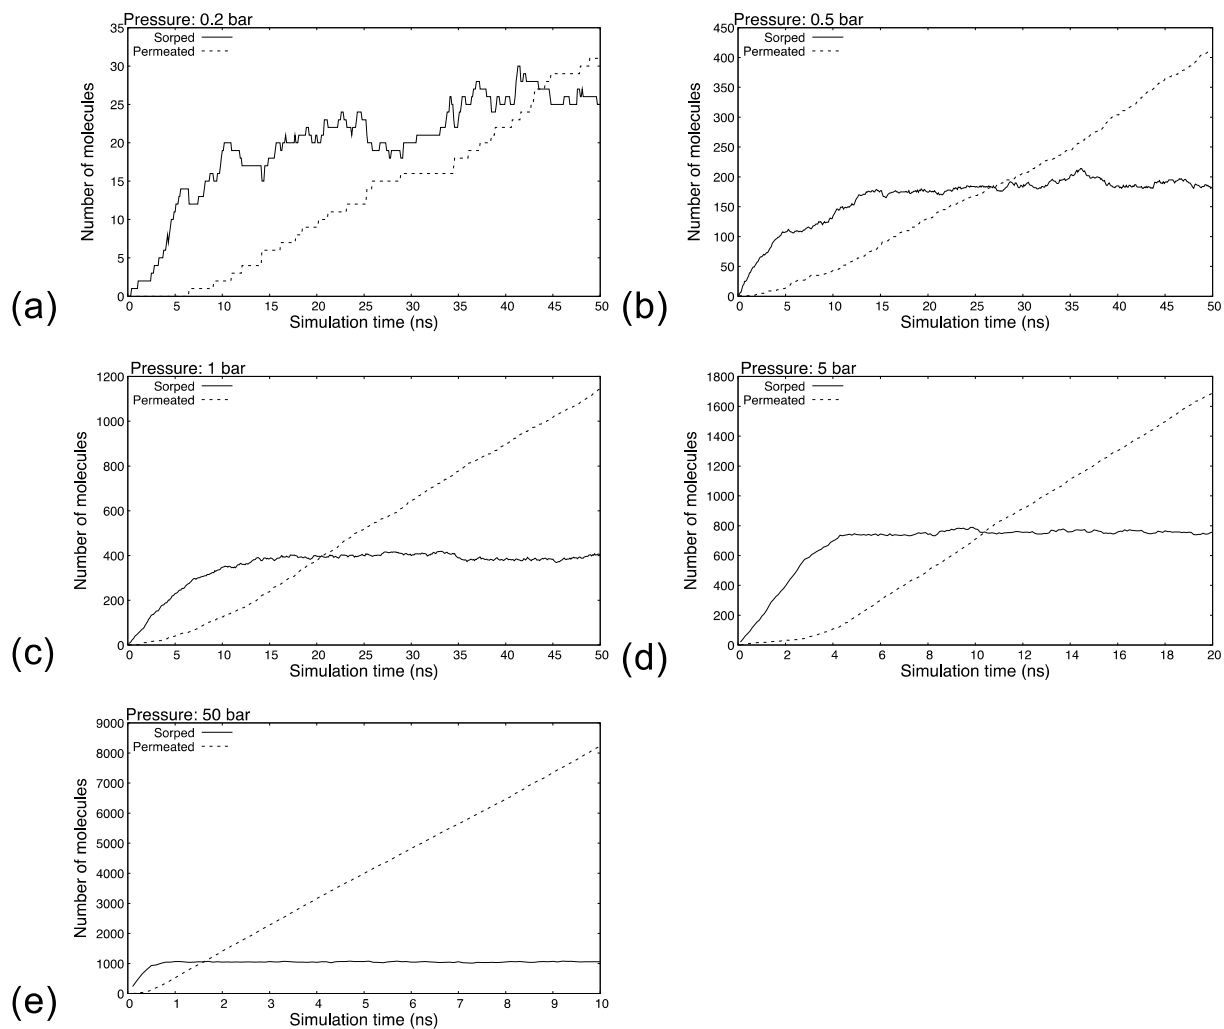 Pressure: 0.2 bar
35
30
25
20
15
10
5
0
Number of molecules
Sorped
Permeated
0 5 10 15 20 25 30 35 40 45 50
Simulation time (ns)
(a)
Pressure: 0.5 bar
450
400
350
300
250
200
150
100
50
0
Number of molecules
Sorped
Permeated
0 5 10 15 20 25 30 35 40 45 50
Simulation time (ns)
(b)
Pressure: 1 bar
1200
1000
800
600
400
200
0
Number of molecules
Sorped
Permeated
0 5 10 15 20 25 30 35 40 45 50
Simulation time (ns)
(c)
Pressure: 5 bar
1800
1600
1400
1200
1000
800
600
400
200
0
Number of molecules
Sorped
Permeated
0 2 4 6 8 10 12 14 16 18 20
Simulation time (ns)
(d)
Pressure: 50 bar
9000
8000
7000
6000
5000
4000
3000
2000
1000
0
Number of molecules
Sorped
Permeated
0 1 2 3 4 5 6 7 8 9 10
Simulation time (ns)
(e)